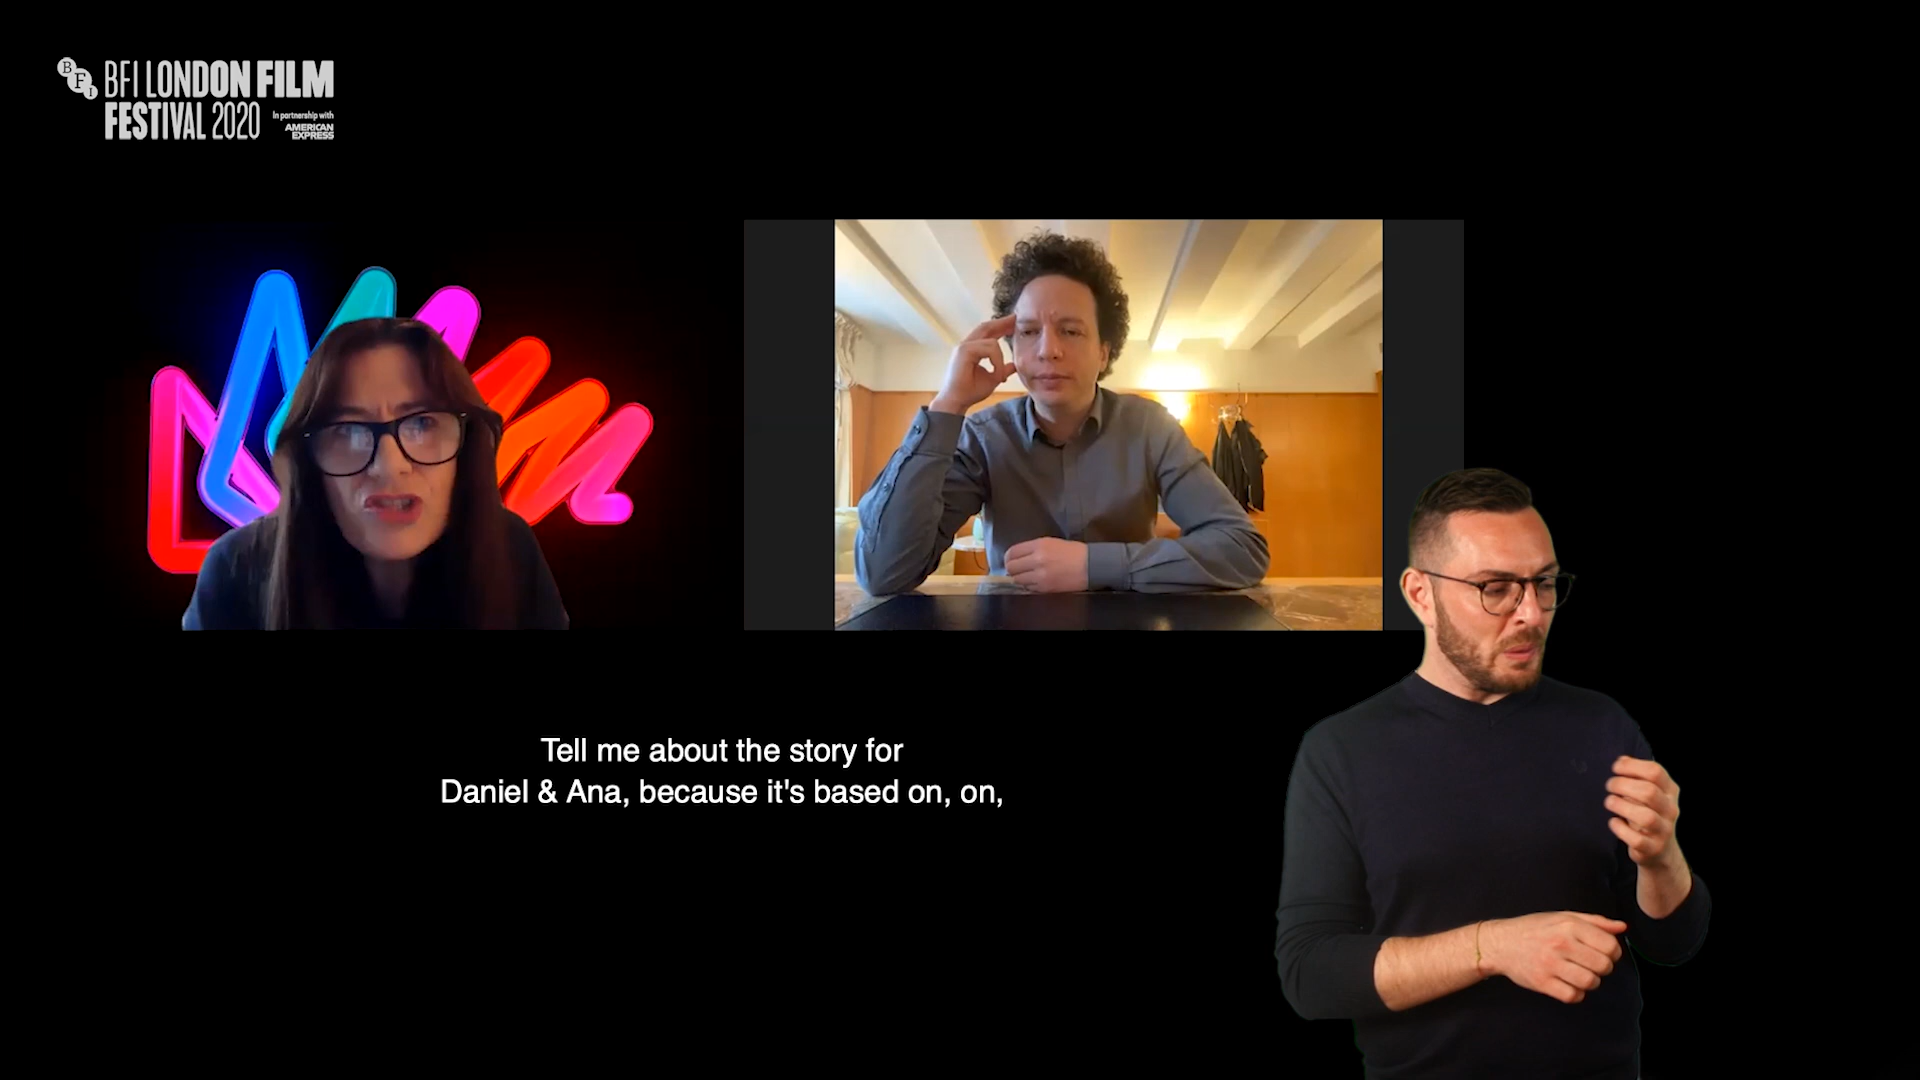 BFI
BFI LONDON FILM
FESTIVAL 2020
In partnership with
AMERICAN
EXPRESS
Tell me about the story for
Daniel & Ana, because it's based on, on,